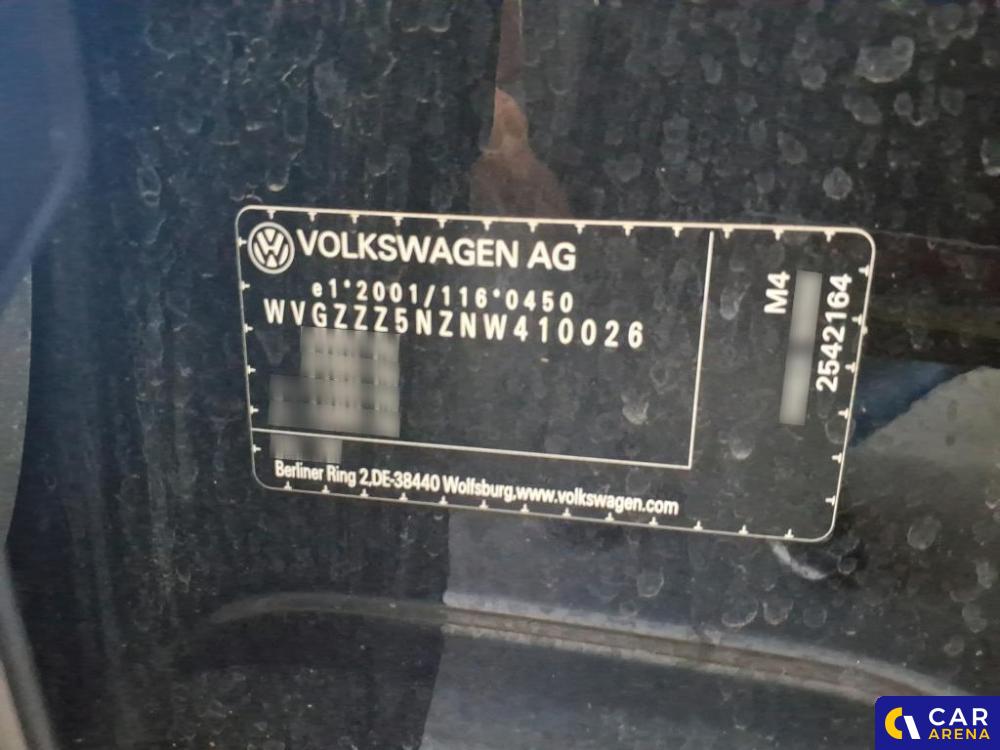 VOLKSWAGEN AG
e1*2001/116*0450
WVGZZZ5NZNW410026
Berliner Ring 2,DE-38440 Wolfsburg,www.volkswagen.com
M4
2542164
CAR
ARENA